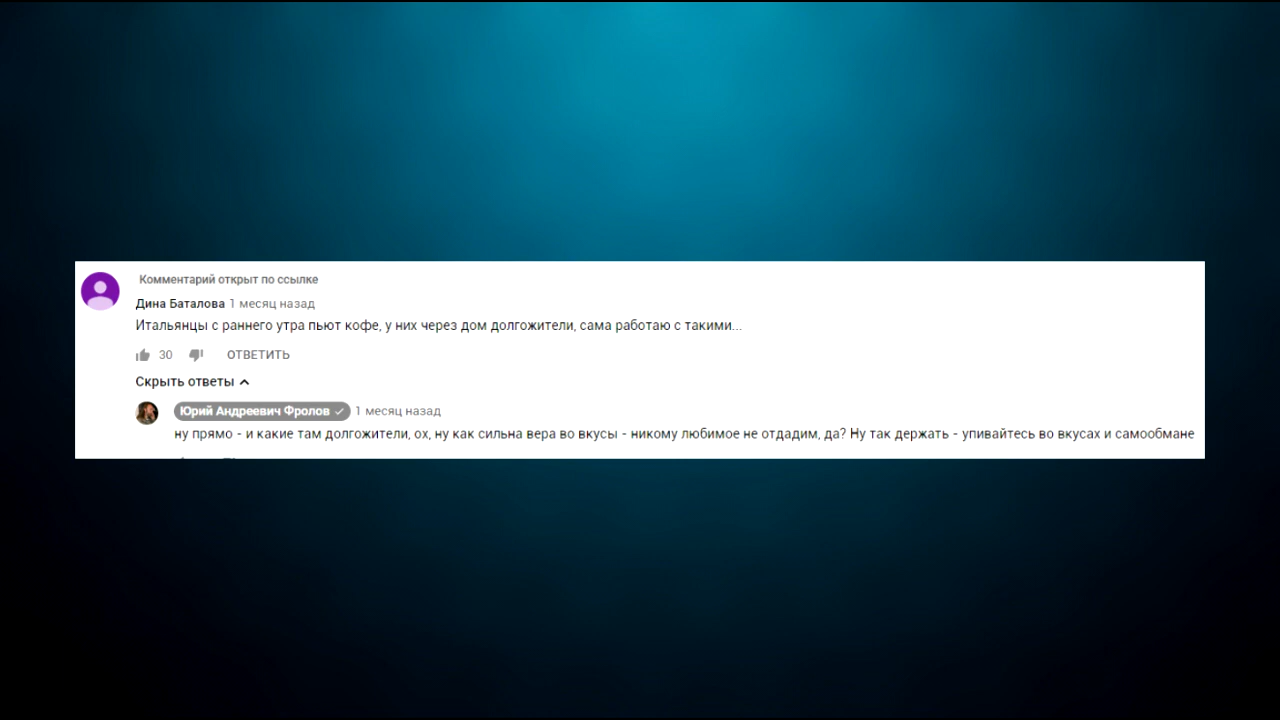 Комментарий открыт по ссылке
Дина Баталова 1 месяц назад
Итальянцы с раннего утра пьют кофе, у них через дом долгожители, сама работаю с такими...
30 ОТВЕТИТЬ
Скрыть ответы
Юрий Андреевич Фролов 1 месяц назад
ну прямо - и какие там долгожители, ох, ну как сильна вера во вкусы - никому любимое не отдадим, да? Ну так держать - упивайтесь во вкусах и самообмане